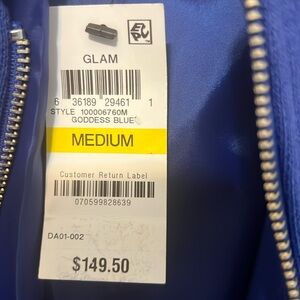 GLAM
6 36189 29461 1
STYLE 100006760M
GODDESS BLUE
MEDIUM
Customer Return Label
070599828639
DA01-002
$149.50